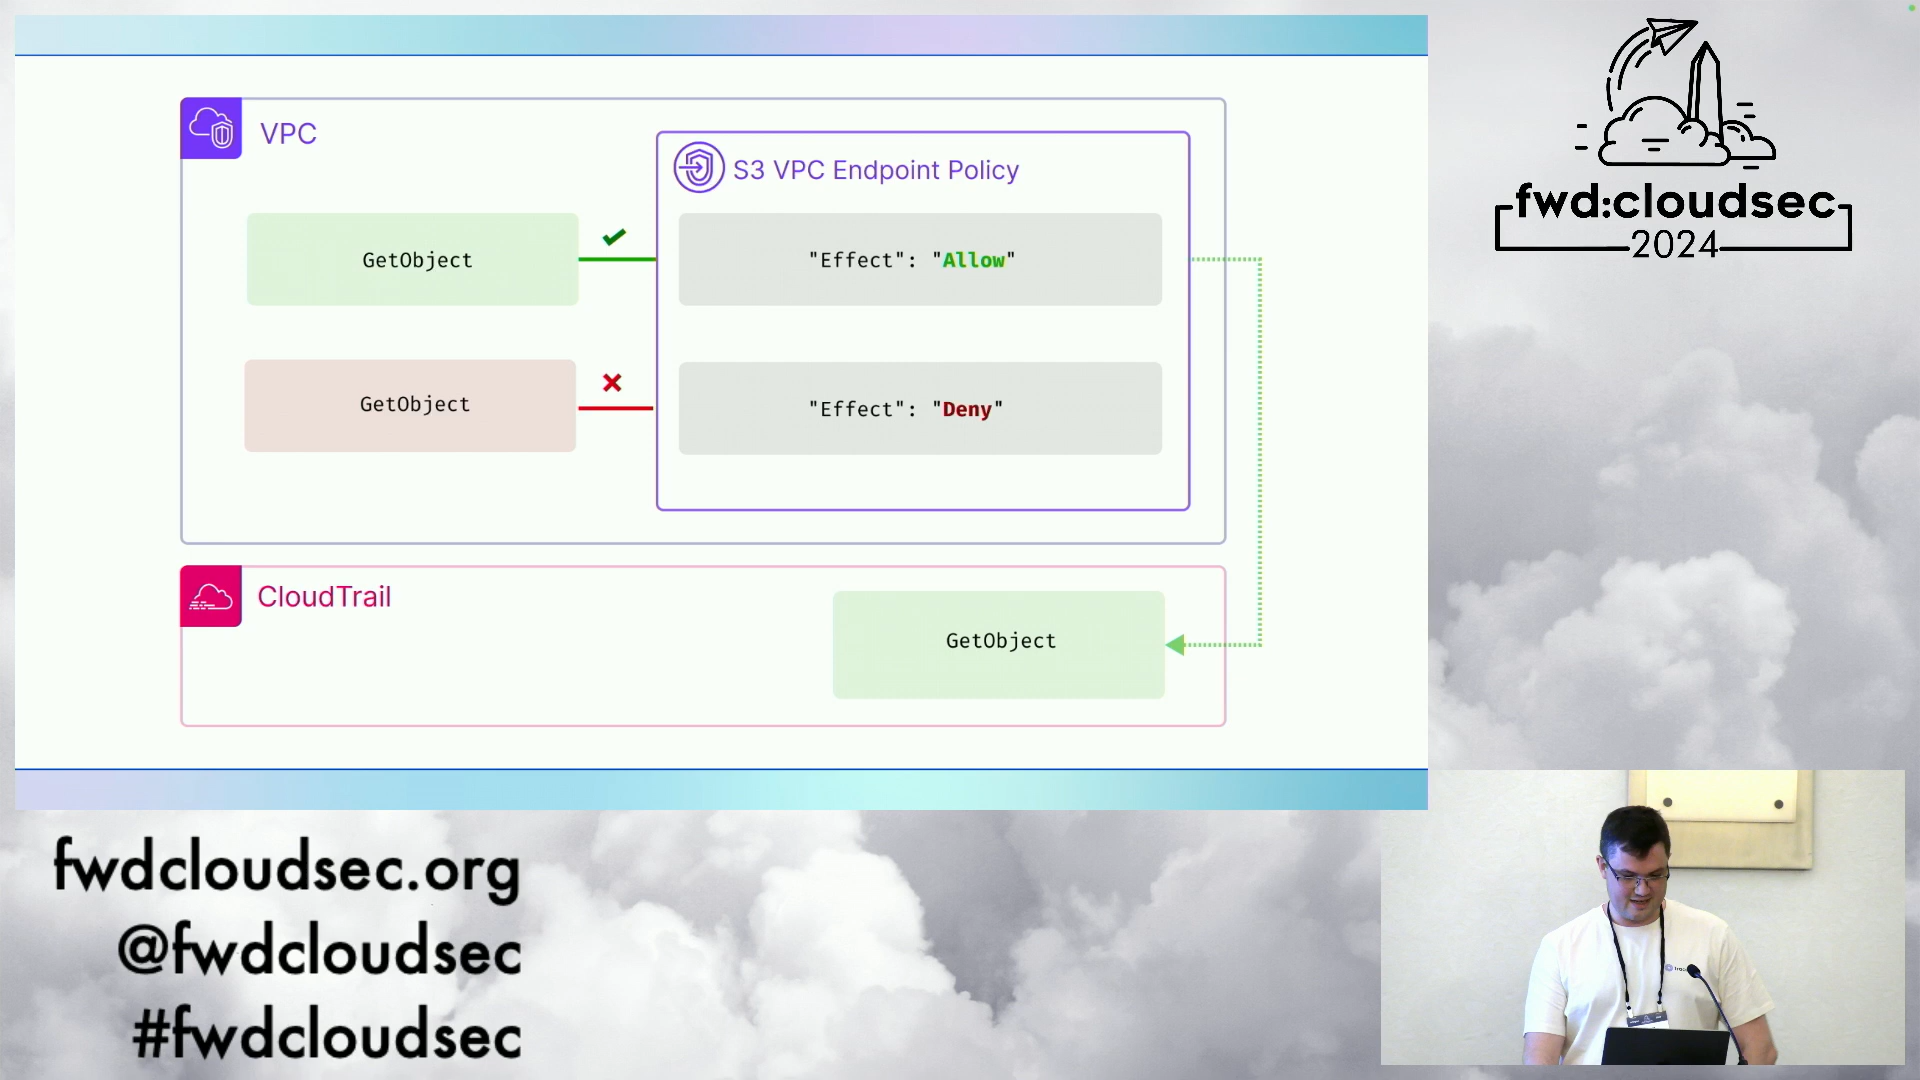 VPC
S3 VPC Endpoint Policy
GetObject
"Effect": "Allow"
GetObject
"Effect": "Deny"
CloudTrail
GetObject
fwd:cloudsec
2024
fwdcloudsec.org
@fwdcloudsec
#fwdcloudsec